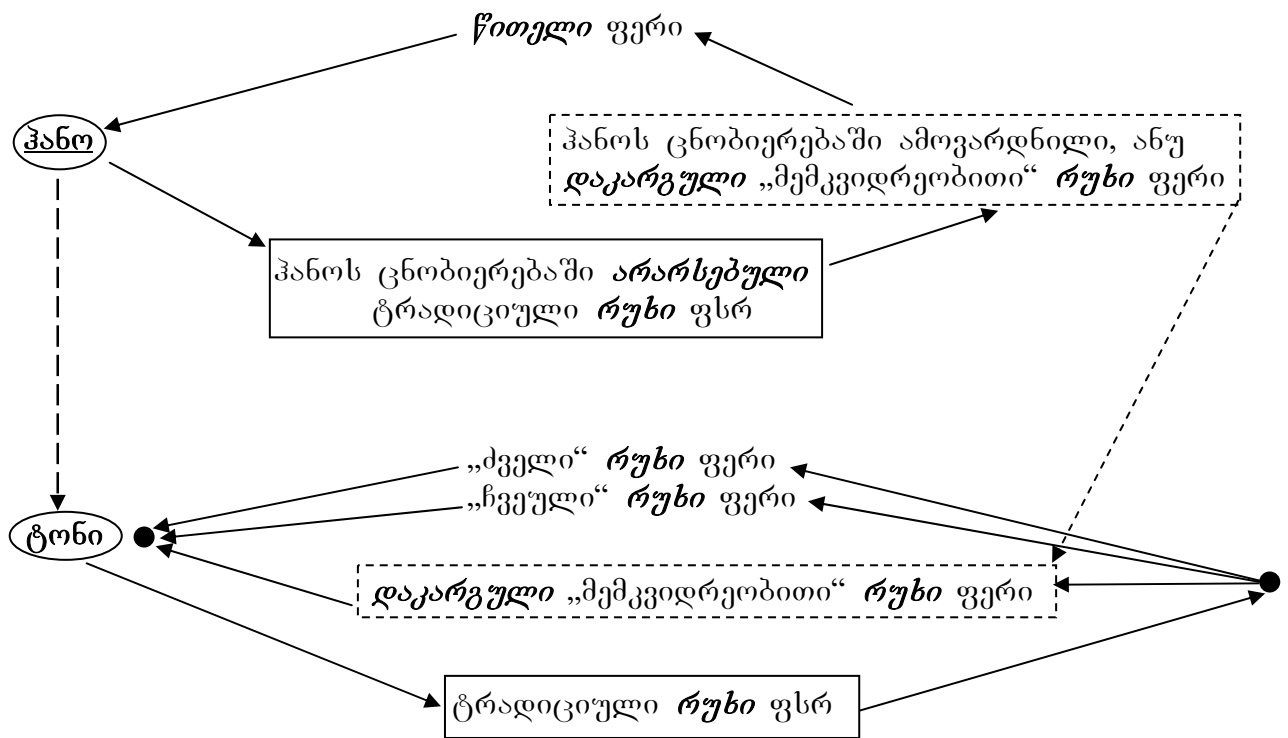 წითელი ფერი
ჰანო
ჰანოს ცნობიერებაში ამოვარდნილი, ანუ
დაკარგული „მემკვიდრეობითი“ რუხი ფერი
ჰანოს ცნობიერებაში არარსებული
ტრადიციული რუხი ფსრ
„ძველი“ რუხი ფერი
„ჩვეული“ რუხი ფერი
ტონი
დაკარგული „მემკვიდრეობითი“ რუხი ფერი
ტრადიციული რუხი ფსრ